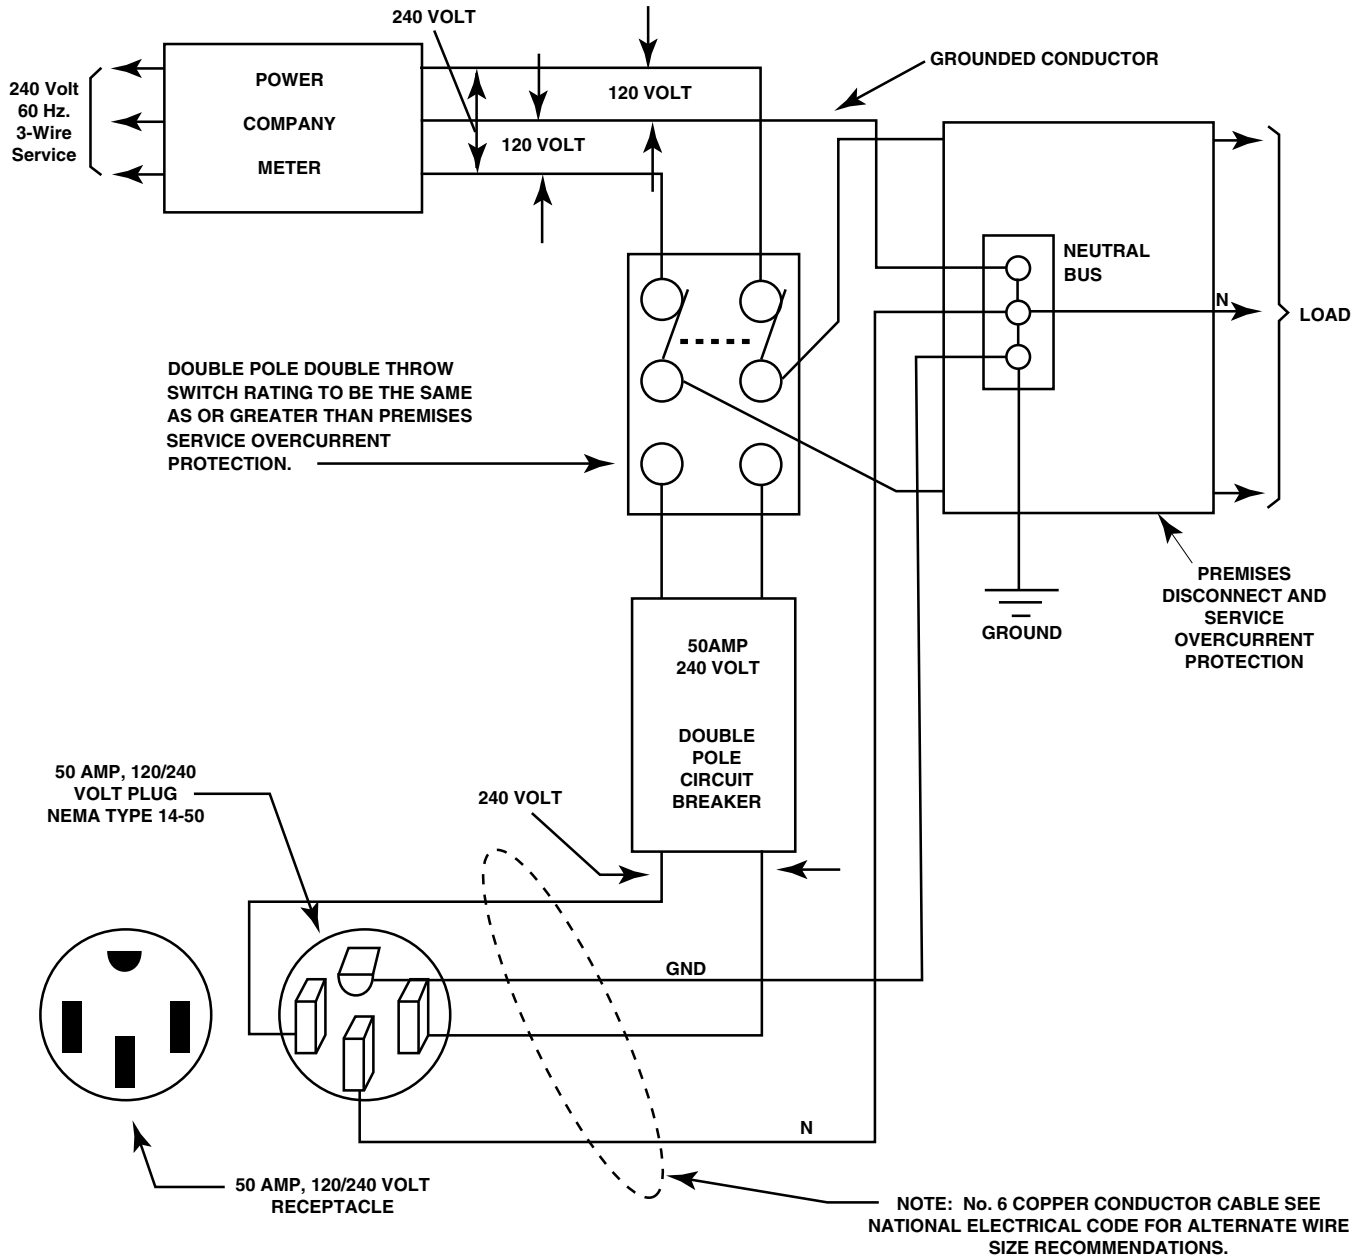 240 VOLT
GROUNDED CONDUCTOR
240 Volt
60 Hz.
3-Wire
Service
POWER
COMPANY
METER
120 VOLT
120 VOLT
NEUTRAL
BUS
N
LOAD
DOUBLE POLE DOUBLE THROW
SWITCH RATING TO BE THE SAME
AS OR GREATER THAN PREMISES
SERVICE OVERCURRENT
PROTECTION.
GROUND
PREMISES
DISCONNECT AND
SERVICE
OVERCURRENT
PROTECTION
50AMP
240 VOLT
DOUBLE
POLE
CIRCUIT
BREAKER
50 AMP, 120/240
VOLT PLUG
NEMA TYPE 14-50
240 VOLT
GND
N
50 AMP, 120/240 VOLT
RECEPTACLE
NOTE: No. 6 COPPER CONDUCTOR CABLE SEE
NATIONAL ELECTRICAL CODE FOR ALTERNATE WIRE
SIZE RECOMMENDATIONS.